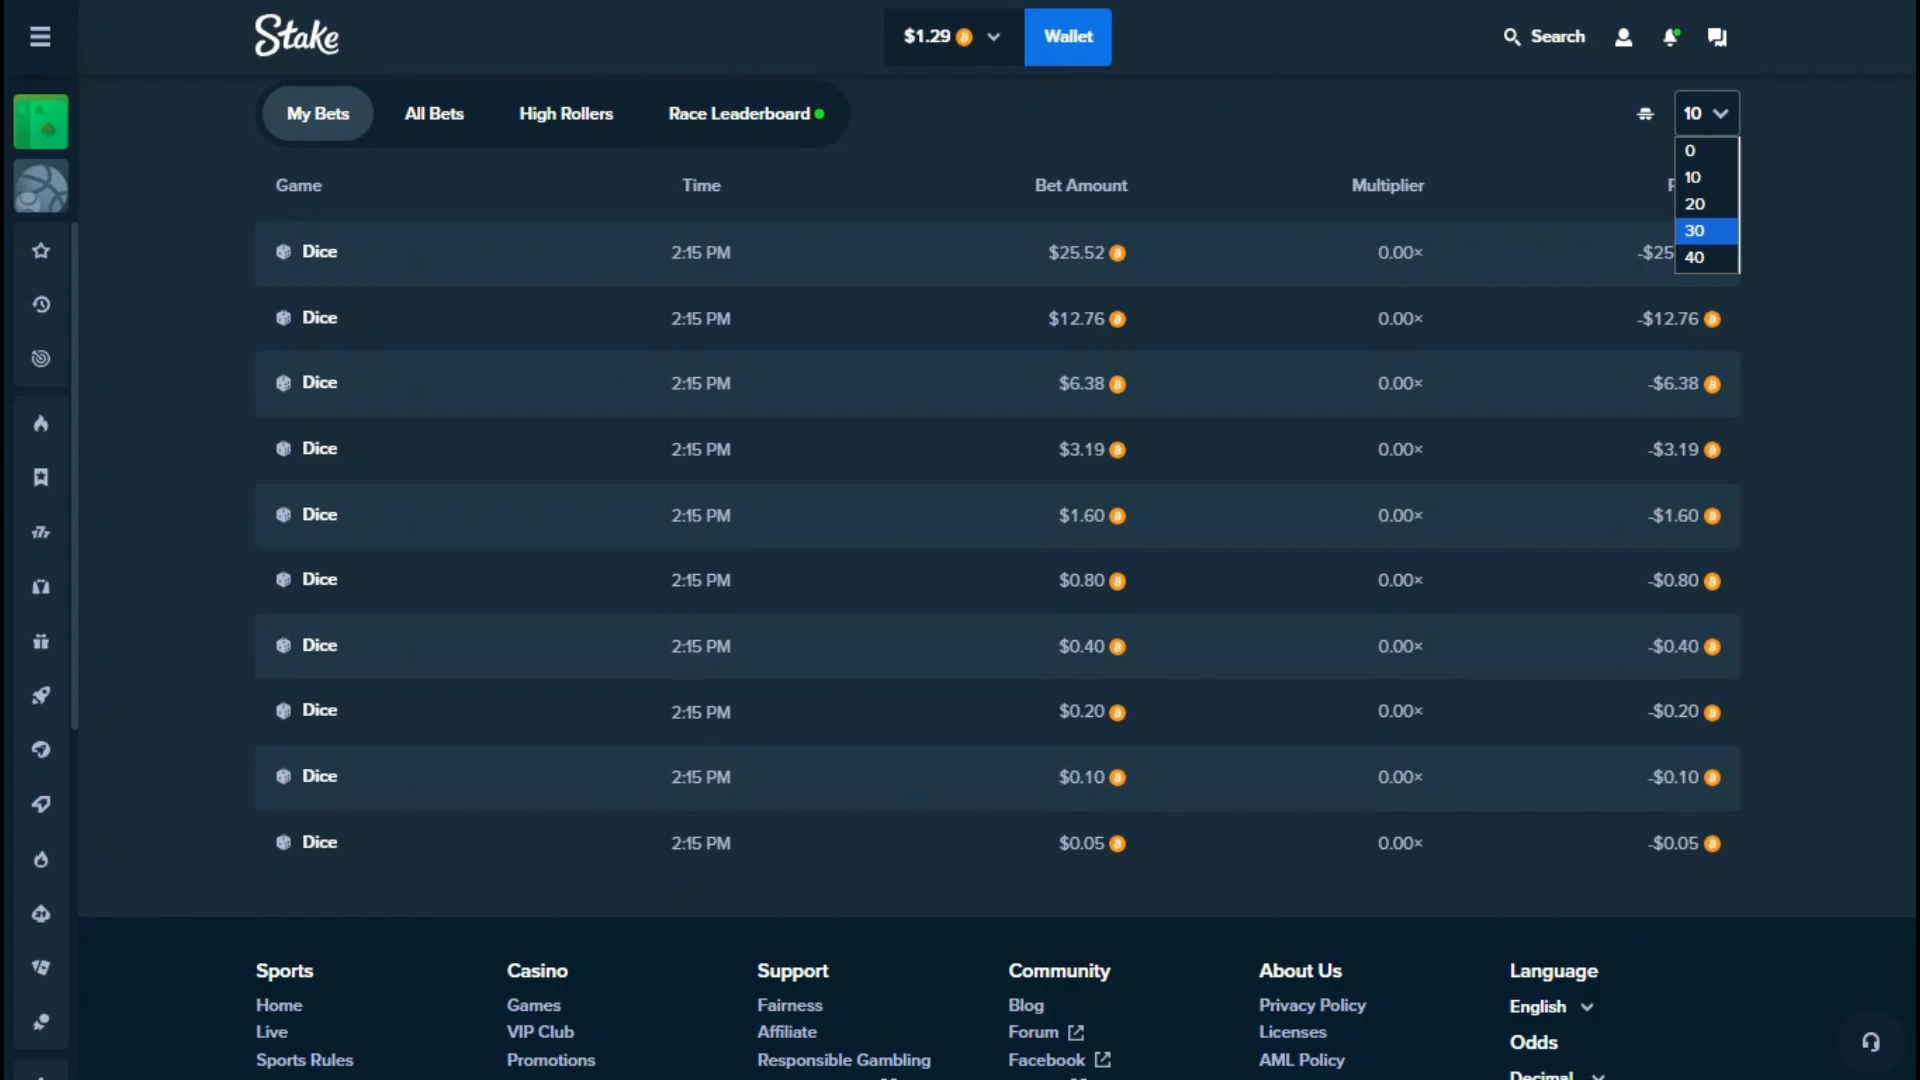 Stake
$1.29
Wallet
Search
My Bets
All Bets
High Rollers
Race Leaderboard
10
0
10
20
30
40
Game Time Bet Amount Multiplier
Dice 2:15 PM $25.52 0.00× -$25
Dice 2:15 PM $12.76 0.00× -$12.76
Dice 2:15 PM $6.38 0.00× -$6.38
Dice 2:15 PM $3.19 0.00× -$3.19
Dice 2:15 PM $1.60 0.00× -$1.60
Dice 2:15 PM $0.80 0.00× -$0.80
Dice 2:15 PM $0.40 0.00× -$0.40
Dice 2:15 PM $0.20 0.00× -$0.20
Dice 2:15 PM $0.10 0.00× -$0.10
Dice 2:15 PM $0.05 0.00× -$0.05
Sports
Home
Live
Sports Rules
Casino
Games
VIP Club
Promotions
Support
Fairness
Affiliate
Responsible Gambling
Community
Blog
Forum
Facebook
About Us
Privacy Policy
Licenses
AML Policy
Language
English
Odds
Decimal